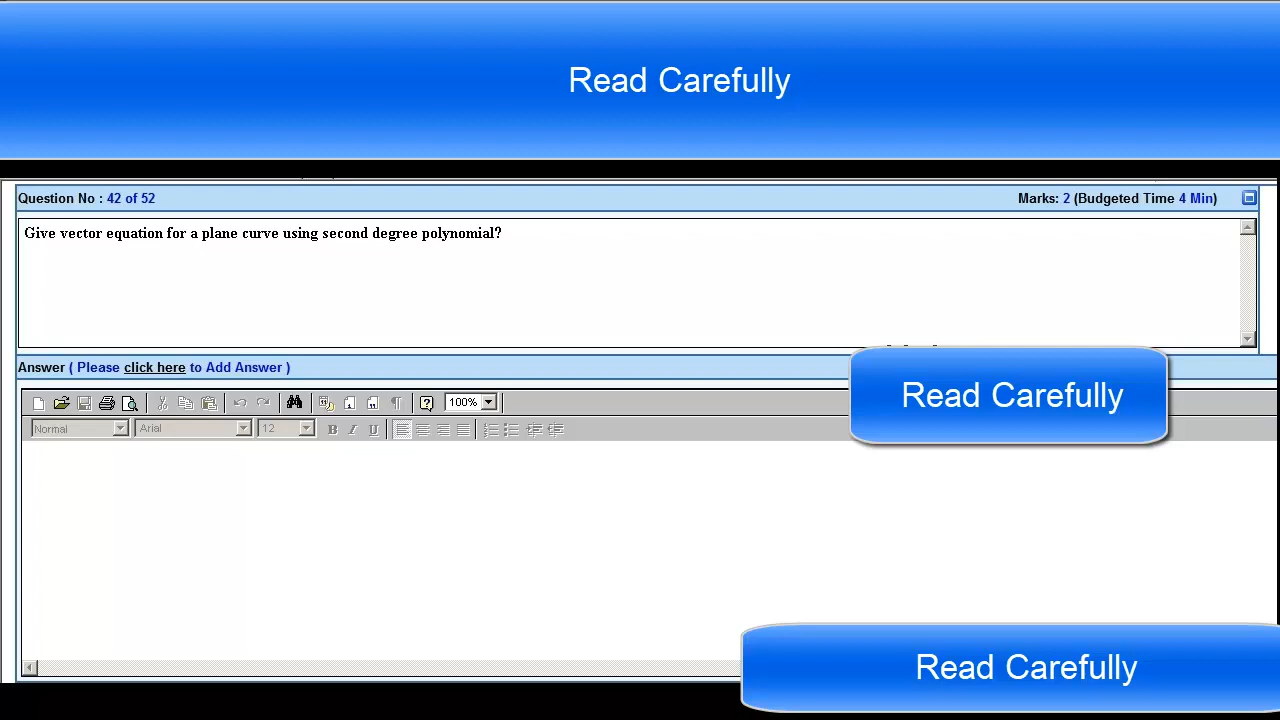 Read Carefully
Question No : 42 of 52
Marks: 2 (Budgeted Time 4 Min)
Give vector equation for a plane curve using second degree polynomial?
Answer ( Please click here to Add Answer )
Read Carefully
100%
Normal
Arial
12
B I U
Read Carefully